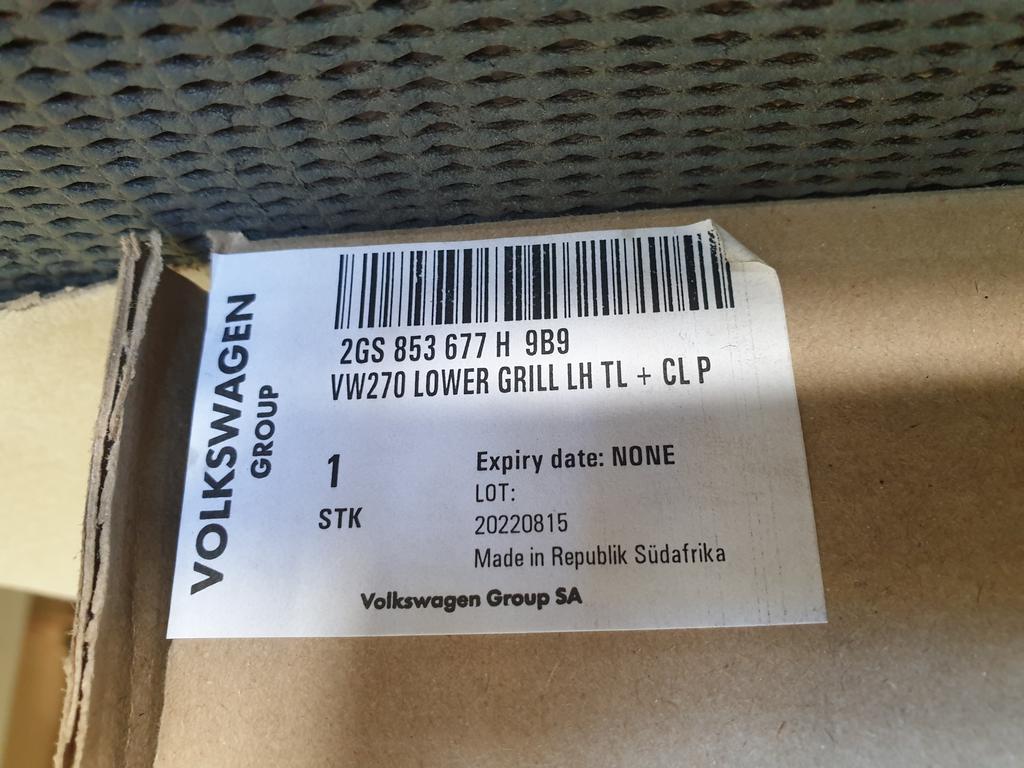 VOLKSWAGEN
GROUP
2GS 853 677 H 9B9
VW270 LOWER GRILL LH TL + CL P
1
STK
Expiry date: NONE
LOT:
20220815
Made in Republik Südafrika
Volkswagen Group SA